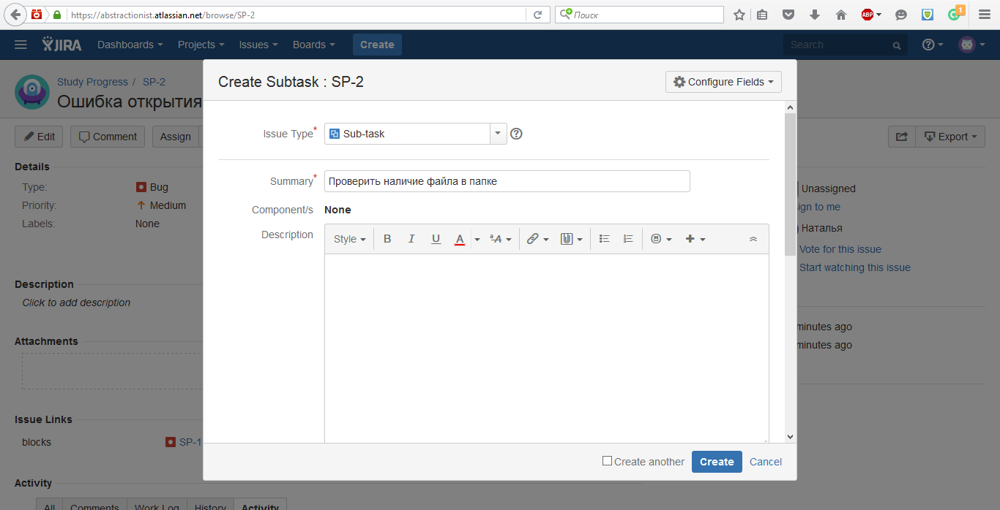 https://abstractionist.atlassian.net/browse/SP-2
Поиск
ABP
1
JIRA
Dashboards
Projects
Issues
Boards
Create
Search
Study Progress / SP-2
Ошибка открытия
Edit
Comment
Assign
Export
Details
Type:
Bug
Priority:
Medium
Labels:
None
Description
Click to add description
Attachments
Issue Links
blocks
SP-1
Activity
All
Comments
Work Log
History
Activity
Create Subtask : SP-2
Configure Fields
Issue Type*
Sub-task
Summary*
Проверить наличие файла в папке
Component/s
None
Description
Style
B
I
U
A
ªA
Create another
Create
Cancel
Unassigned
ign to me
Наталья
Vote for this issue
Start watching this issue
minutes ago
minutes ago